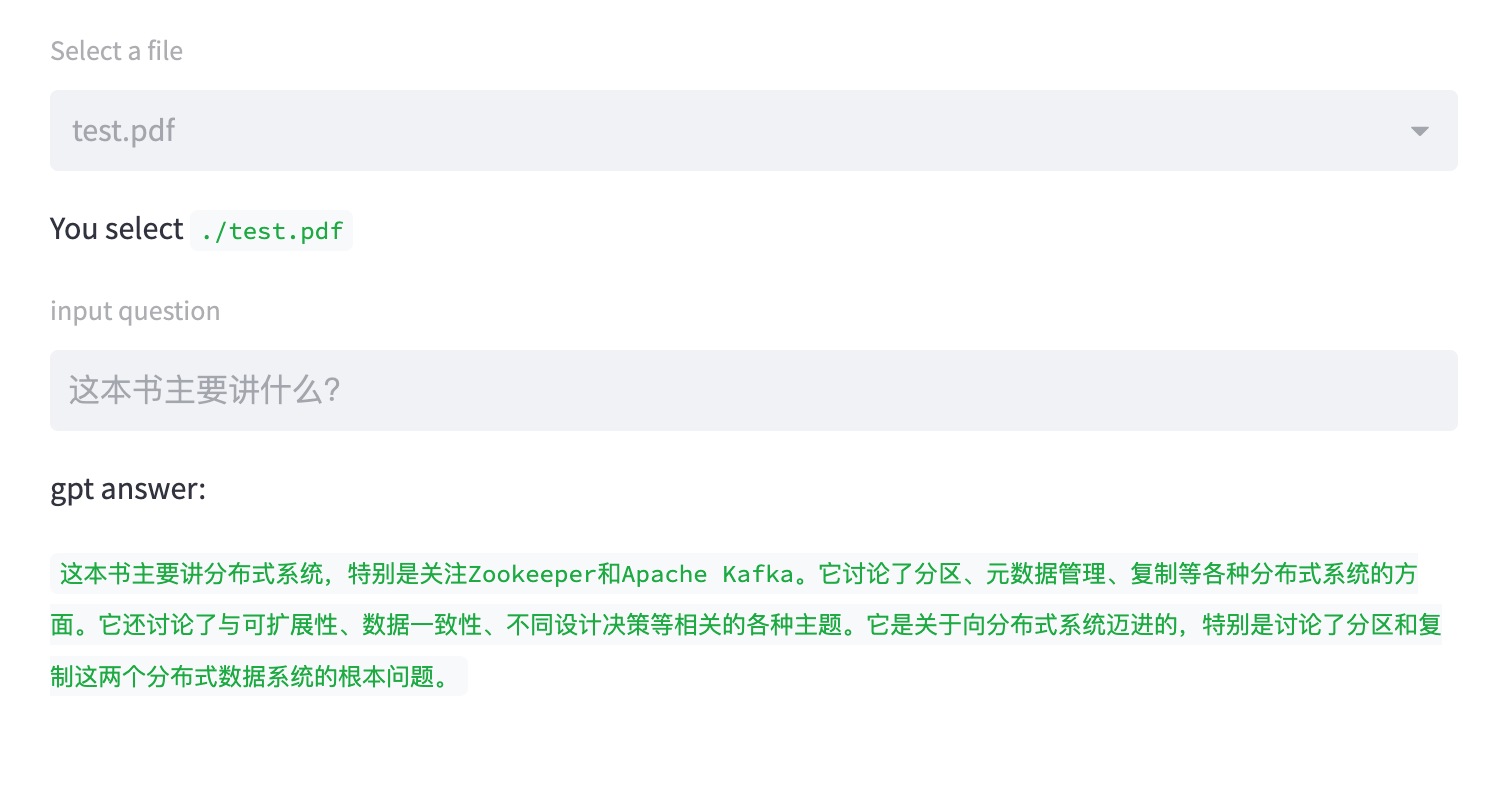 Select a file
test.pdf
You select ./test.pdf
input question
这本书主要讲什么?
gpt answer:
这本书主要讲分布式系统，特别是关注Zookeeper和Apache Kafka。它讨论了分区、元数据管理、复制等各种分布式系统的方
面。它还讨论了与可扩展性、数据一致性、不同设计决策等相关的各种主题。它是关于向分布式系统迈进的，特别是讨论了分区和复
制这两个分布式数据系统的根本问题。